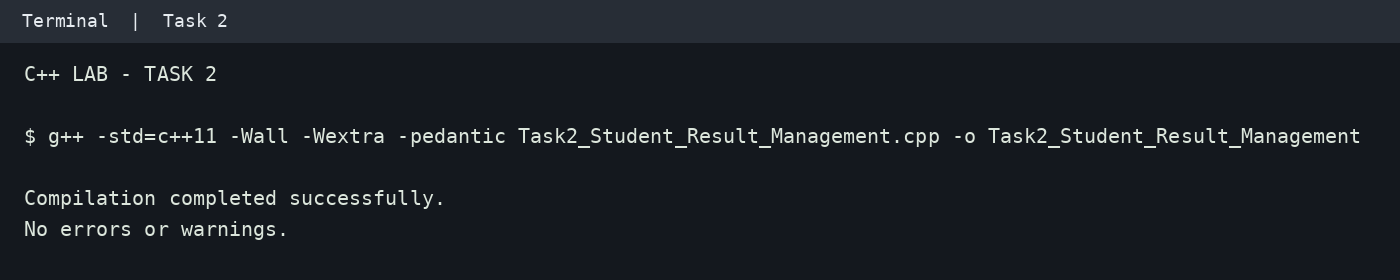 Terminal | Task 2
C++ LAB - TASK 2
$ g++ -std=c++11 -Wall -Wextra -pedantic Task2_Student_Result_Management.cpp -o Task2_Student_Result_Management
Compilation completed successfully.
No errors or warnings.